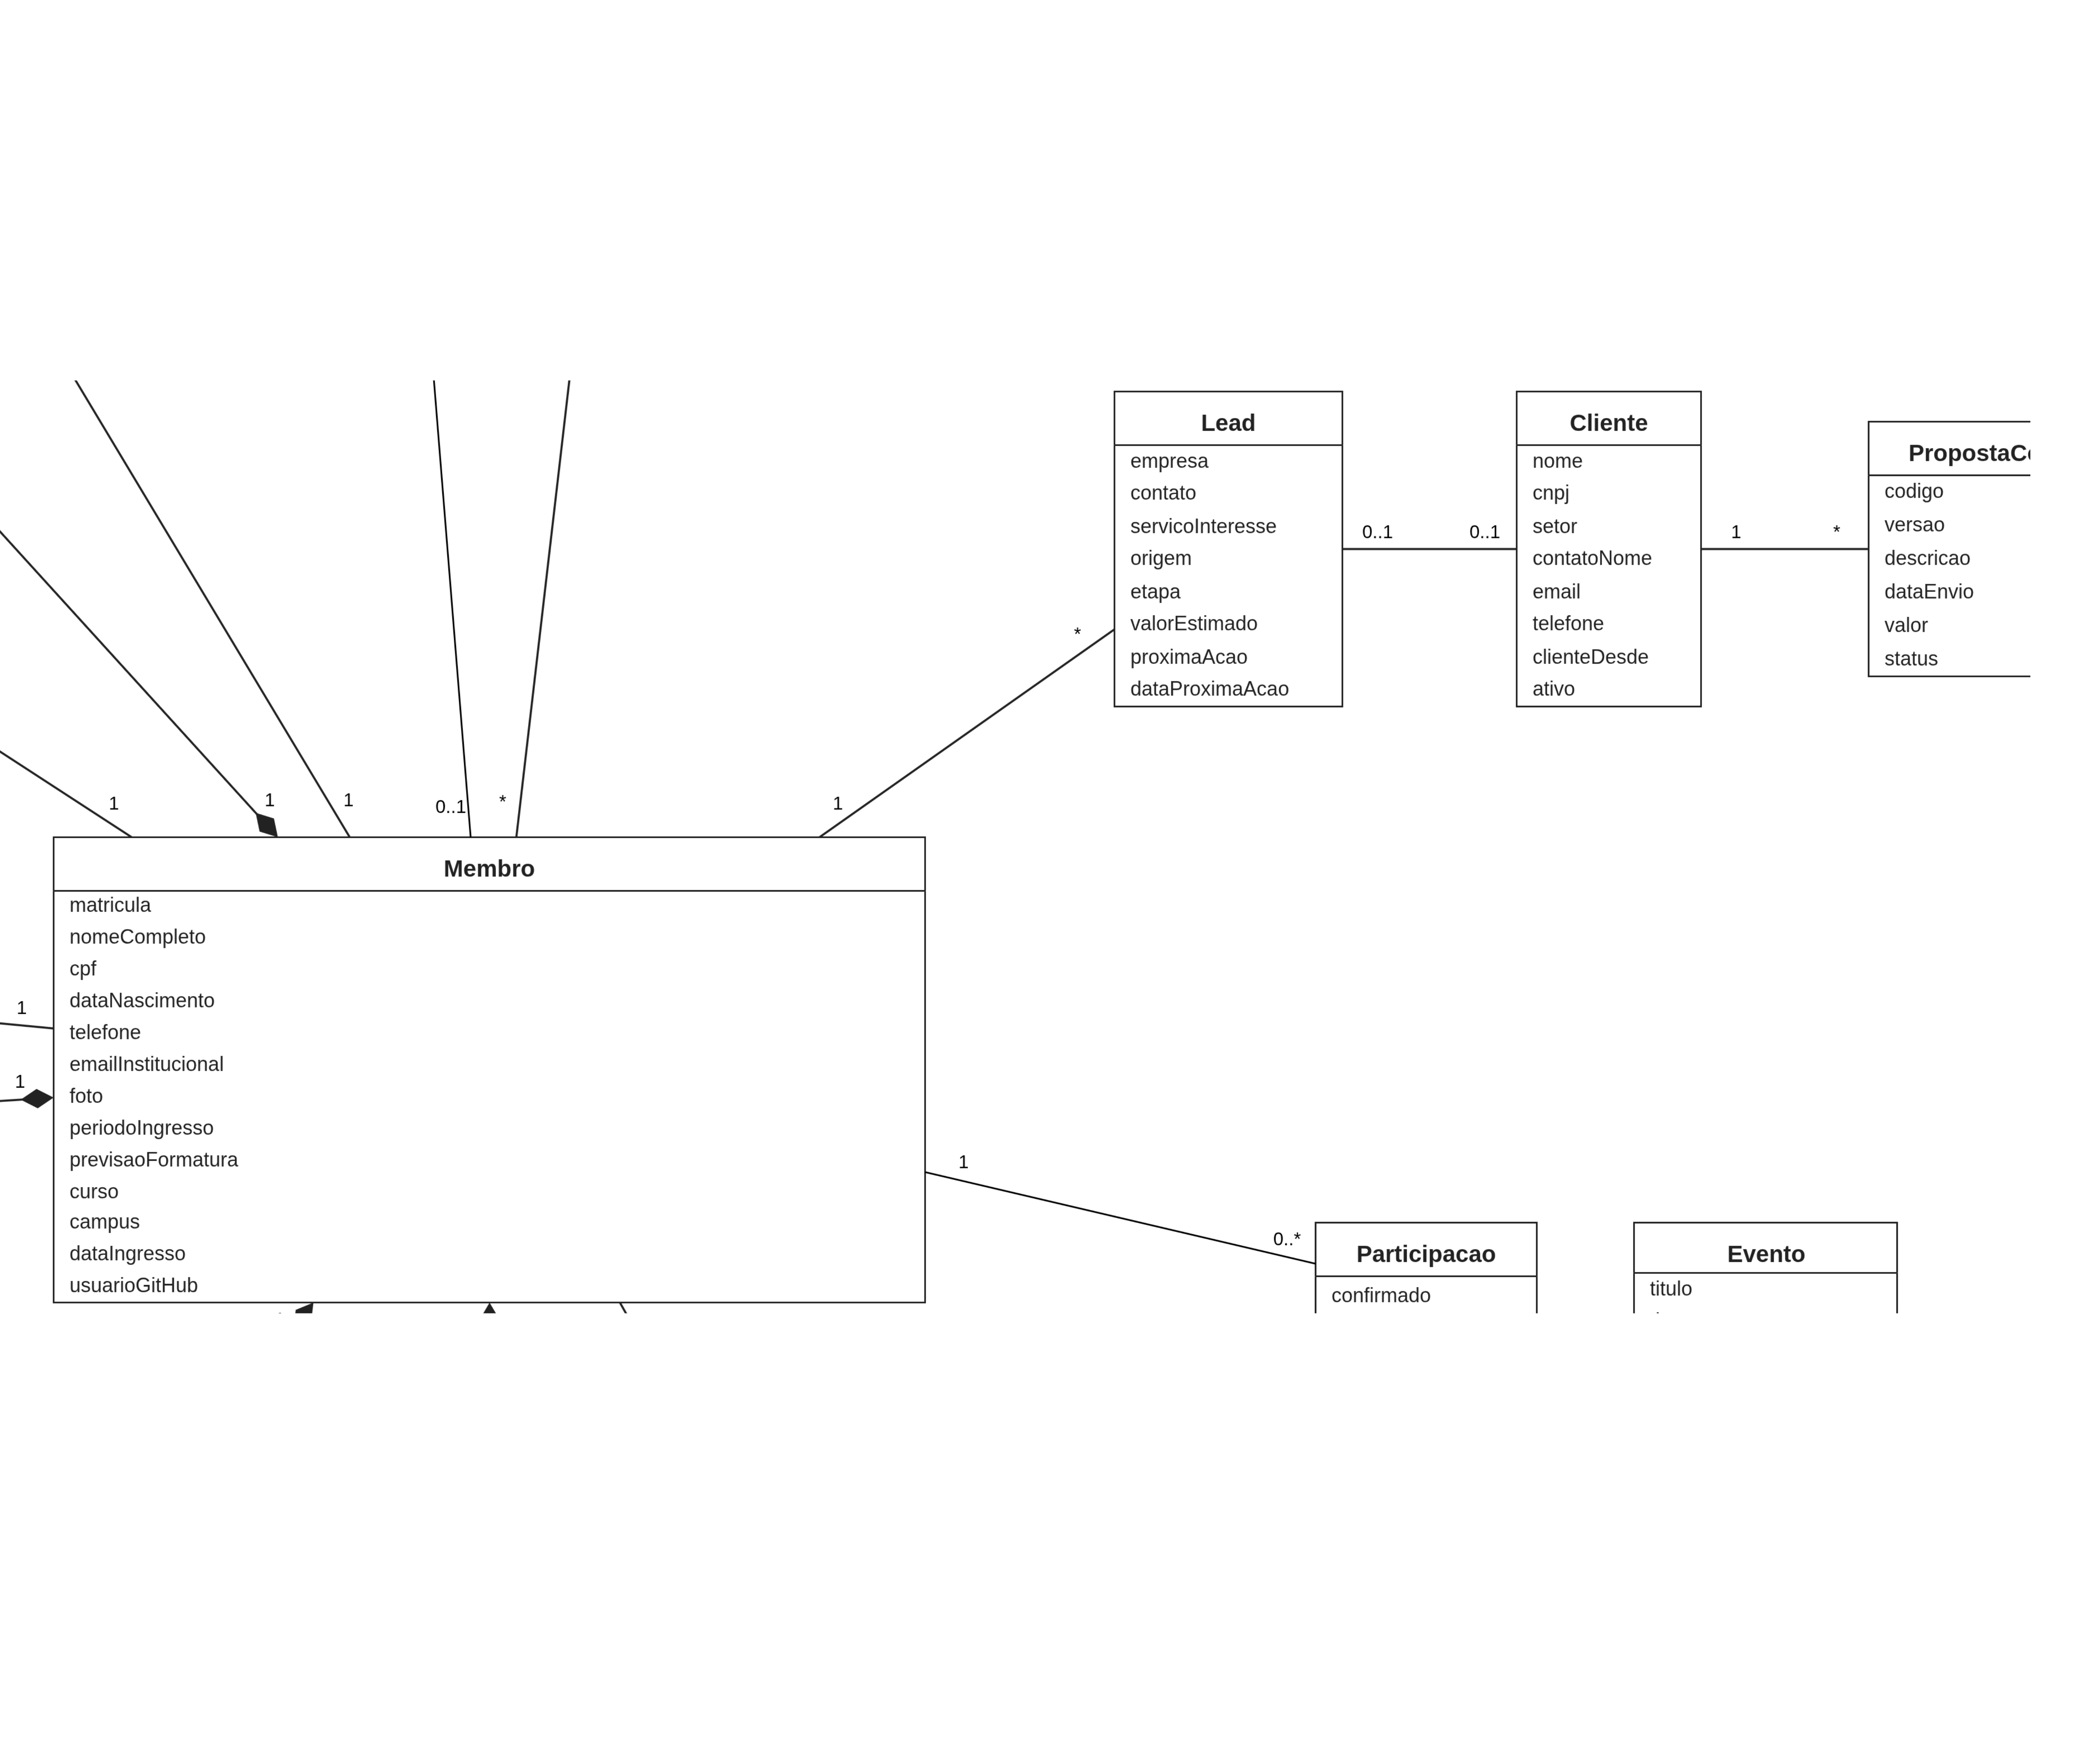 Lead
empresa
contato
servicoInteresse
origem
etapa
valorEstimado
proximaAcao
dataProximaAcao
0..1
0..1
Cliente
nome
cnpj
setor
contatoNome
email
telefone
clienteDesde
ativo
1
*
codigo
versao
descricao
dataEnvio
valor
status
*
1
1
1
1
0..1
*
Membro
matricula
nomeCompleto
cpf
dataNascimento
telefone
emailInstitucional
foto
periodoIngresso
previsaoFormatura
curso
campus
dataIngresso
usuarioGitHub
1
1
1
0..*
Participacao
confirmado
Evento
titulo